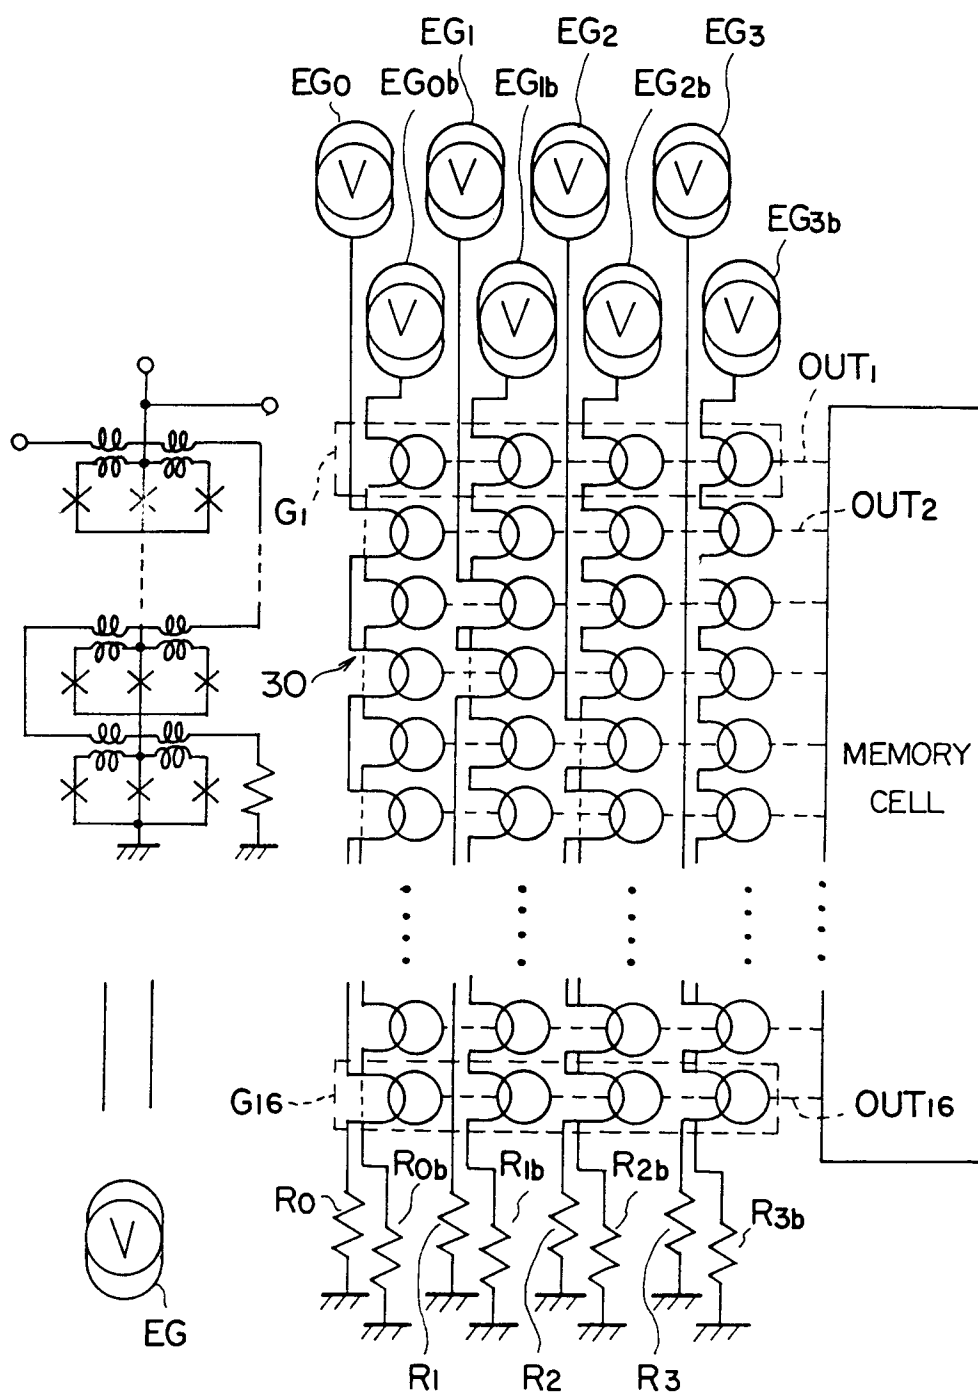 EG1 EG2 EG3
EG0 EG0b EG1b EG2b
V V V V
EG3b
V V V V
OUT1
G1
OUT2
30
MEMORY
CELL
G16
OUT16
R0 R0b R1b R2b
R3b
V
EG
R1 R2 R3